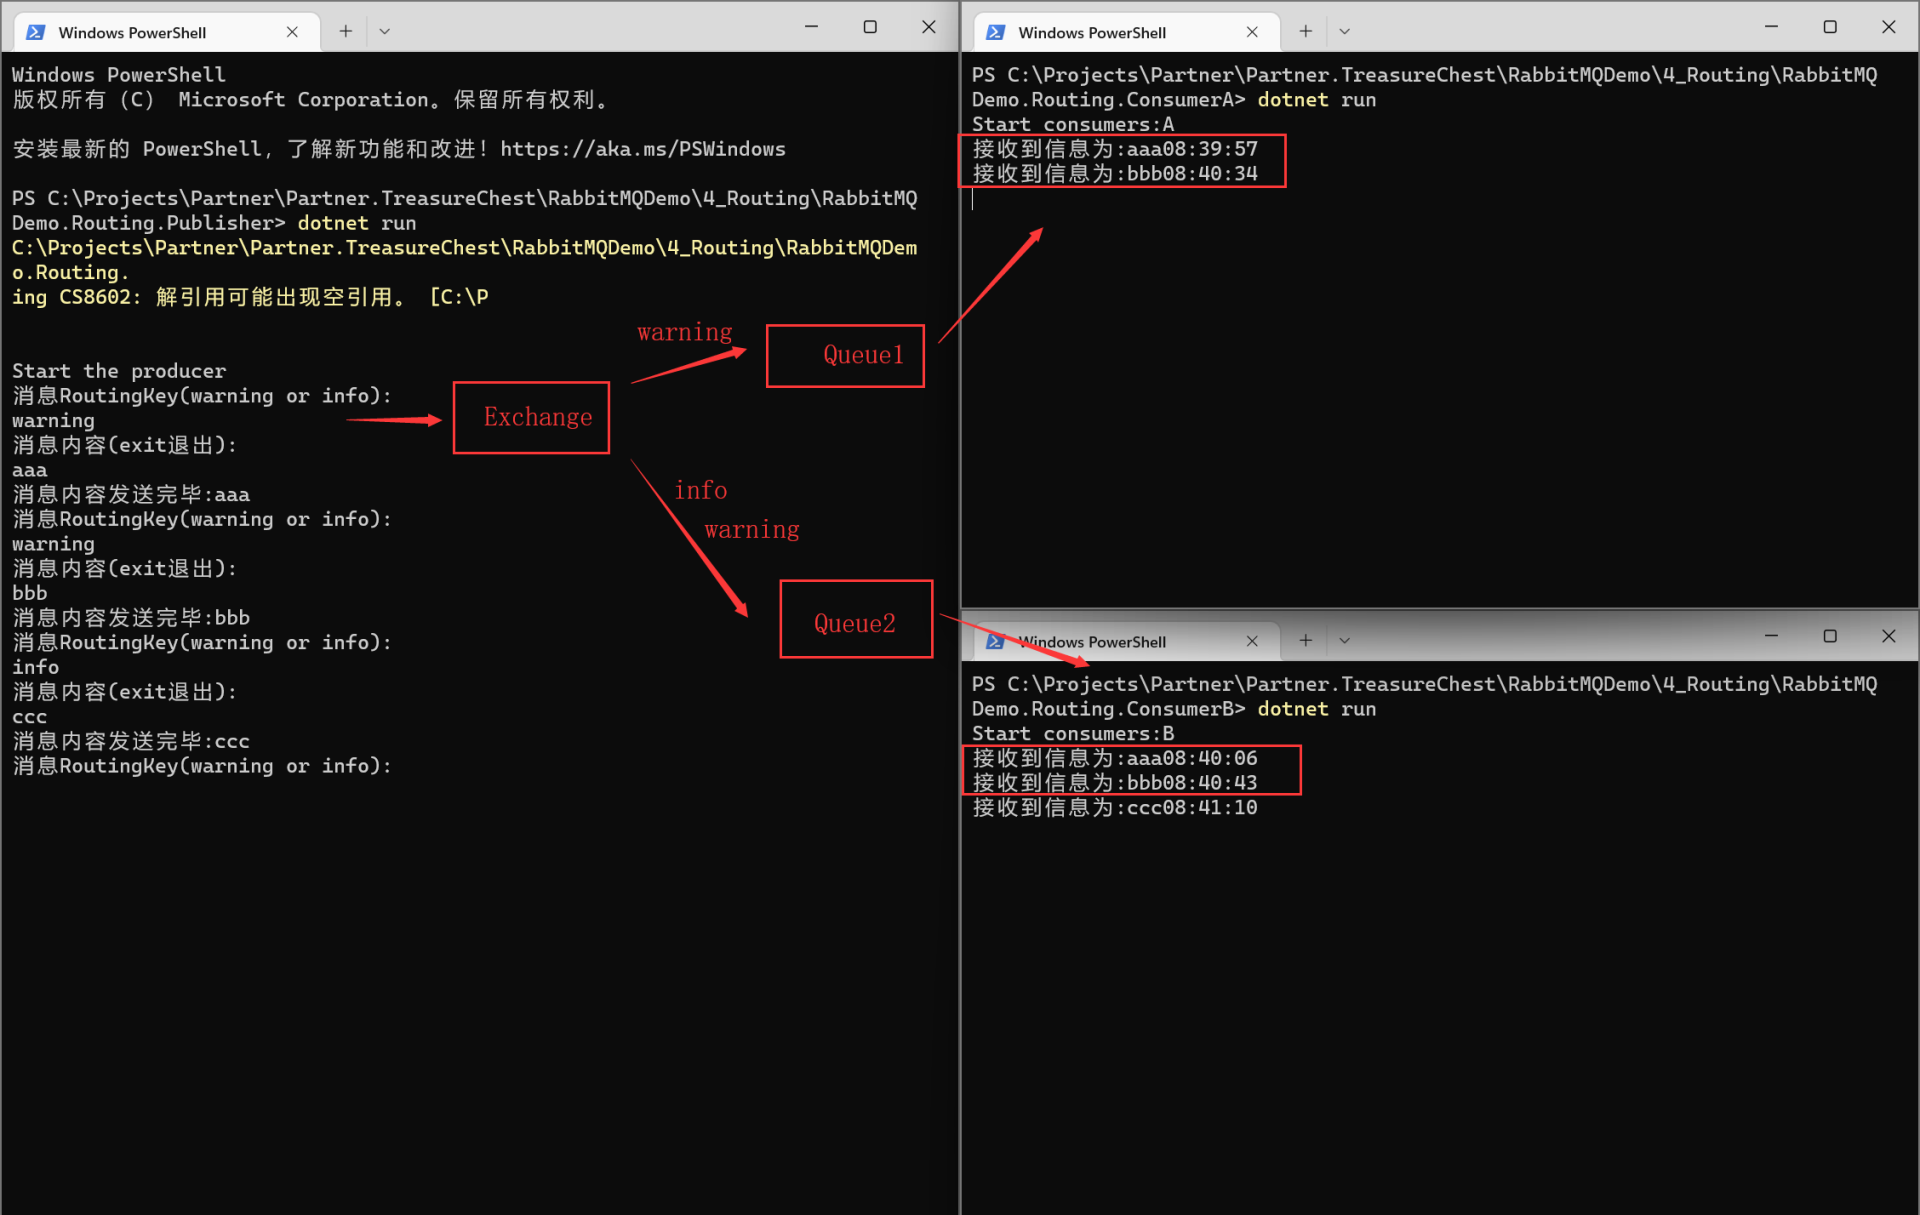 Windows PowerShell
Windows PowerShell
版权所有 (C) Microsoft Corporation。保留所有权利。
安装最新的 PowerShell，了解新功能和改进！https://aka.ms/PSWindows
PS C:\Projects\Partner\Partner.TreasureChest\RabbitMQDemo\4_Routing\RabbitMQ
Demo.Routing.Publisher> dotnet run
C:\Projects\Partner\Partner.TreasureChest\RabbitMQDemo\4_Routing\RabbitMQDem
o.Routing.
ing CS8602: 解引用可能出现空引用。 [C:\P
Start the producer
消息RoutingKey(warning or info):
warning
消息内容(exit退出):
aaa
消息内容发送完毕:aaa
消息RoutingKey(warning or info):
warning
消息内容(exit退出):
bbb
消息内容发送完毕:bbb
消息RoutingKey(warning or info):
info
消息内容(exit退出):
ccc
消息内容发送完毕:ccc
消息RoutingKey(warning or info):
Exchange
warning
Queue1
info
warning
Queue2
Windows PowerShell
PS C:\Projects\Partner\Partner.TreasureChest\RabbitMQDemo\4_Routing\RabbitMQ
Demo.Routing.ConsumerA> dotnet run
Start consumers:A
接收到信息为:aaa08:39:57
接收到信息为:bbb08:40:34
Windows PowerShell
PS C:\Projects\Partner\Partner.TreasureChest\RabbitMQDemo\4_Routing\RabbitMQ
Demo.Routing.ConsumerB> dotnet run
Start consumers:B
接收到信息为:aaa08:40:06
接收到信息为:bbb08:40:43
接收到信息为:ccc08:41:10